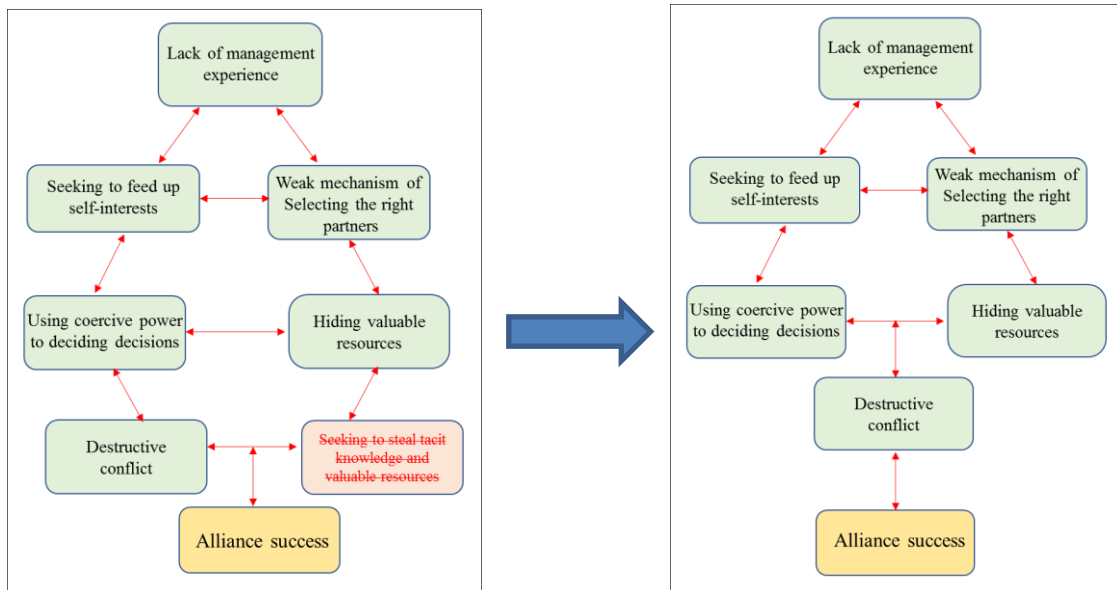 Lack of management
experience
Seeking to feed up
self-interests
Weak mechanism of
Selecting the right
partners
Using coercive power
to deciding decisions
Hiding valuable
resources
Destructive
conflict
Seeking to steal tacit
knowledge and
valuable resources
Alliance success
Lack of management
experience
Seeking to feed up
self-interests
Weak mechanism of
Selecting the right
partners
Using coercive power
to deciding decisions
Hiding valuable
resources
Destructive
conflict
Alliance success